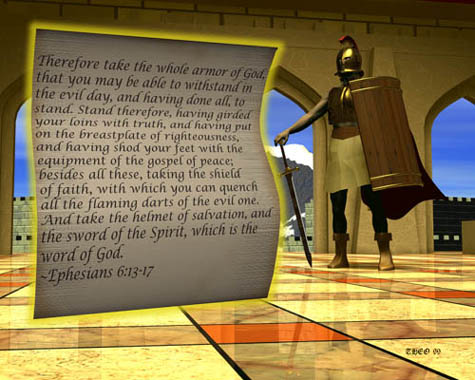 Therefore take the whole armor of God,
that you may be able to withstand in
the evil day, and having done all, to
stand. Stand therefore, having girded
your loins with truth, and having put
on the breastplate of righteousness,
and having shod your feet with the
equipment of the gospel of peace;
besides all these, taking the shield
of faith, with which you can quench
all the flaming darts of the evil one.
And take the helmet of salvation, and
the sword of the Spirit, which is the
word of God.
~Ephesians 6:13-17
THEO 99